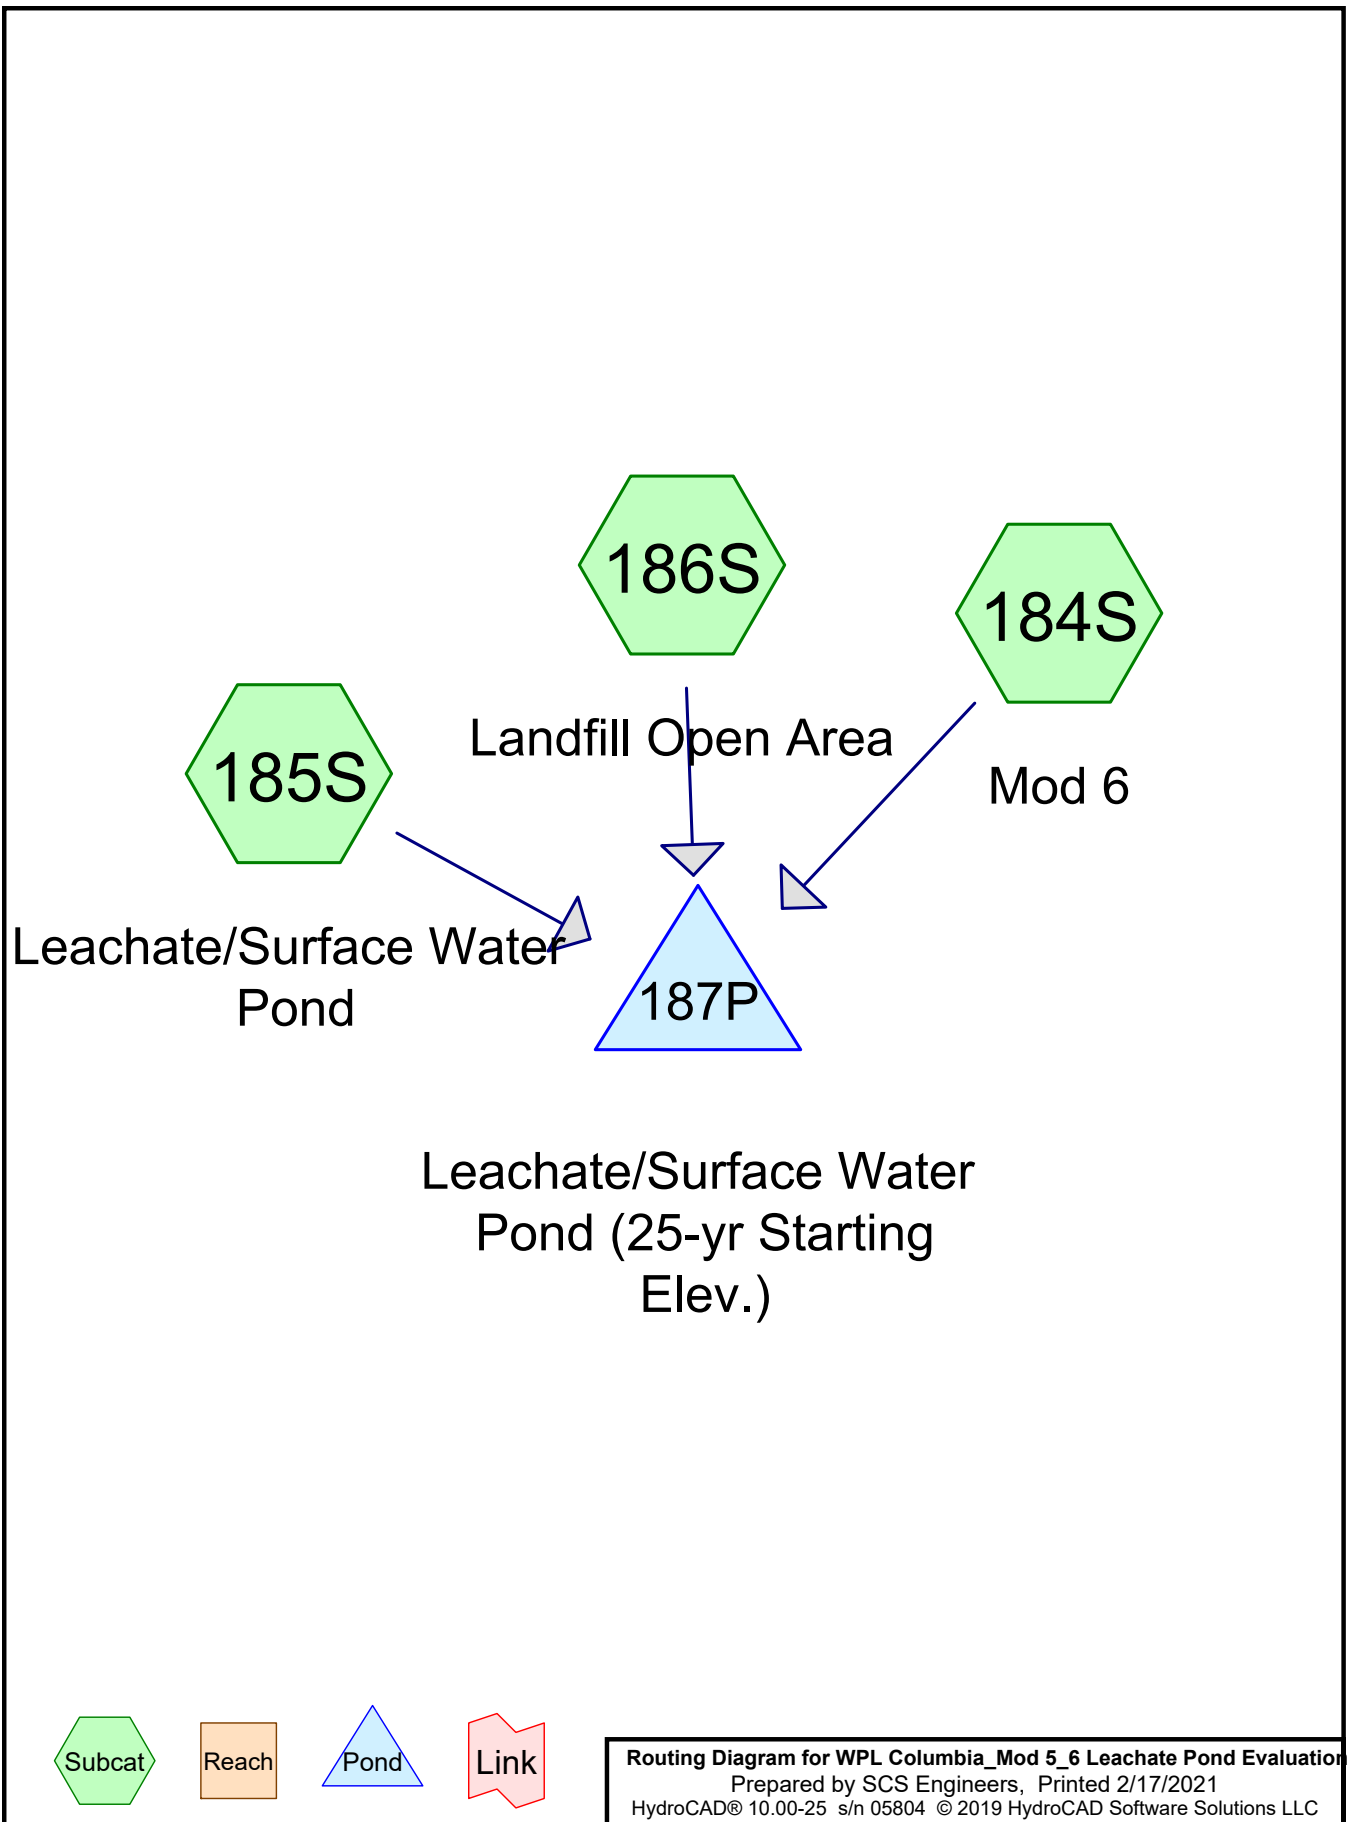 186S
Landfill Open Area
184S
Mod 6
185S
Leachate/Surface Water
Pond
187P
Leachate/Surface Water
Pond (25-yr Starting
Elev.)
Subcat
Reach
Pond
Link
Routing Diagram for WPL Columbia_Mod 5_6 Leachate Pond Evaluation
Prepared by SCS Engineers, Printed 2/17/2021
HydroCAD® 10.00-25 s/n 05804 © 2019 HydroCAD Software Solutions LLC